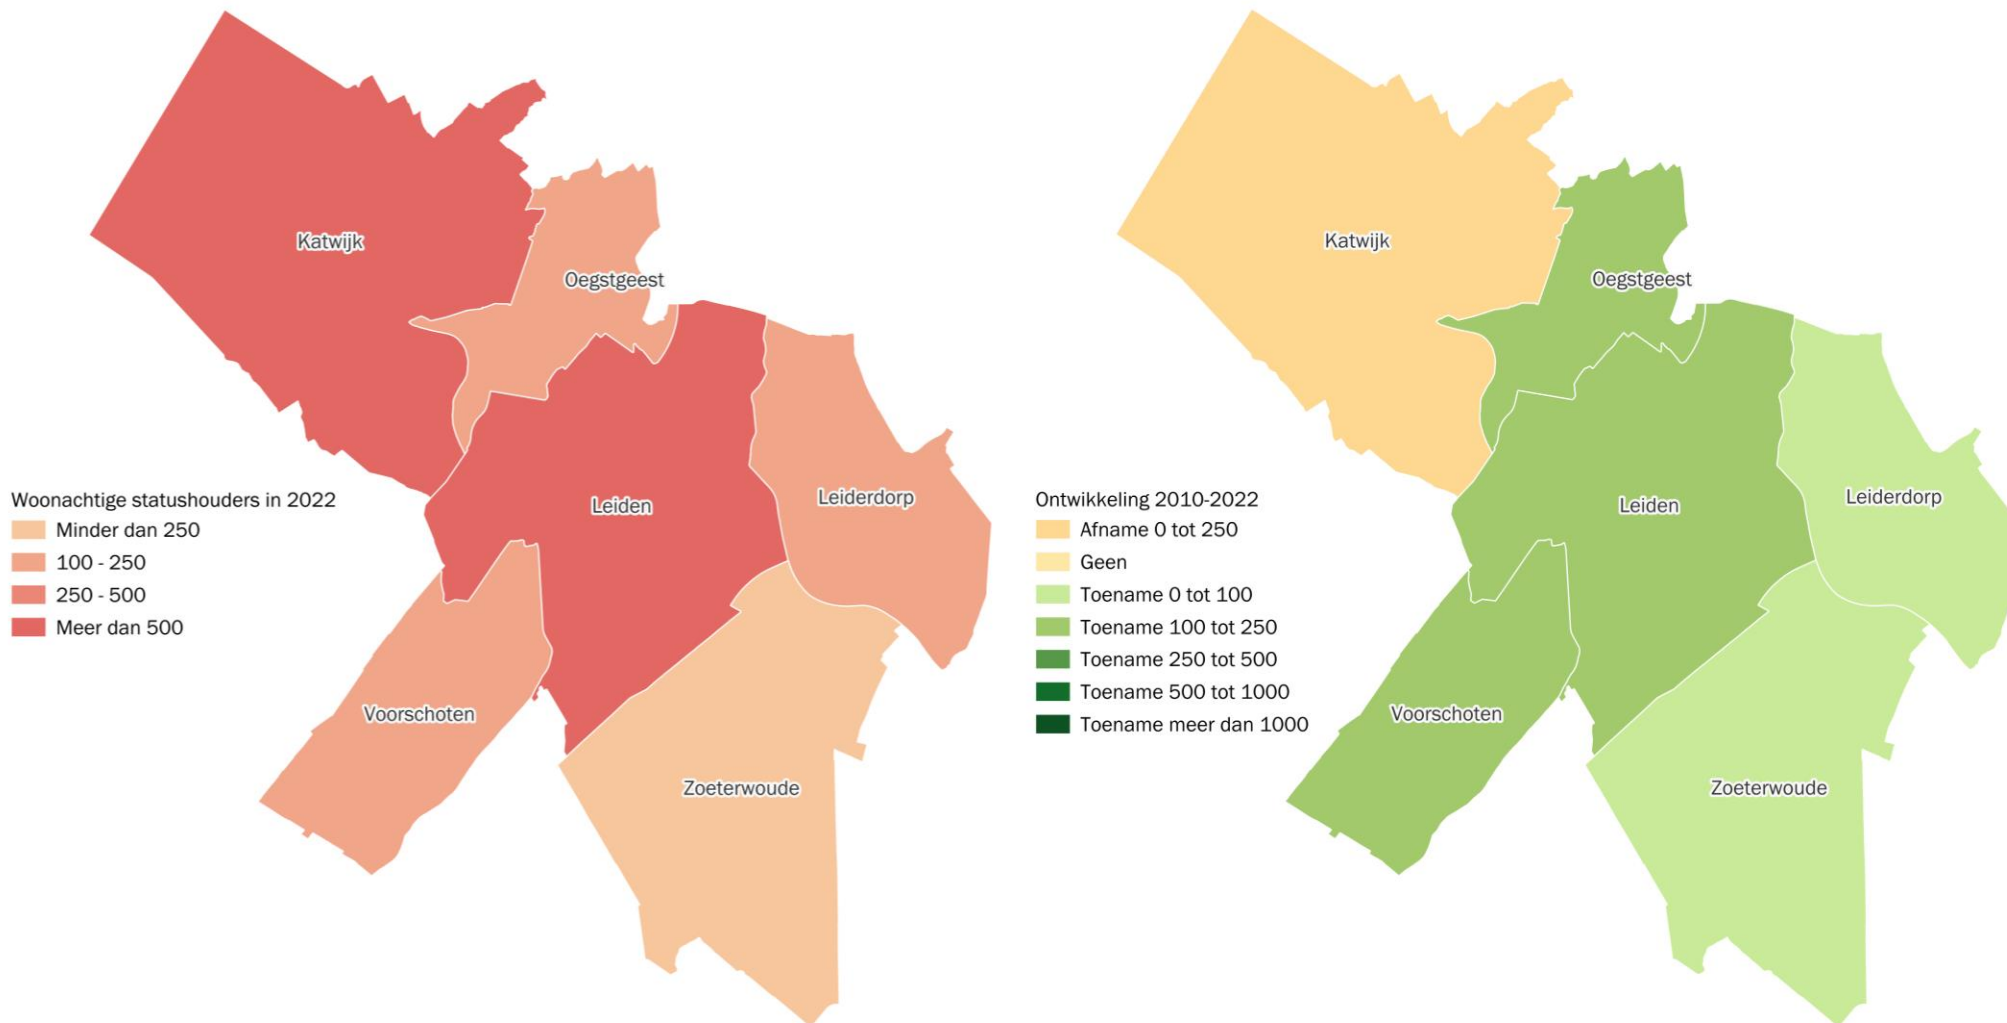 Katwijk
Oegstgeest
Woonachtige statushouders in 2022
Minder dan 250
100 - 250
250 - 500
Meer dan 500
Leiden
Leiderdorp
Voorschoten
Zoeterwoude
Katwijk
Oegstgeest
Ontwikkeling 2010-2022
Afname 0 tot 250
Geen
Toename 0 tot 100
Toename 100 tot 250
Toename 250 tot 500
Toename 500 tot 1000
Toename meer dan 1000
Leiden
Leiderdorp
Voorschoten
Zoeterwoude